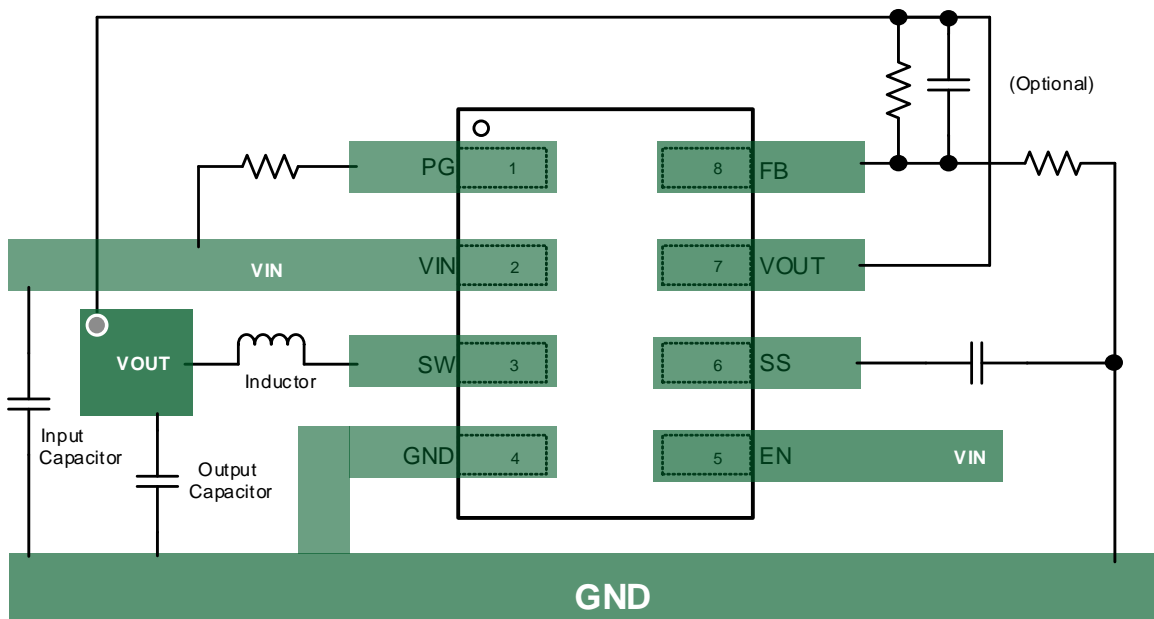 (Optional)
PG 1 8 FB
VIN VIN 2 7 VOUT
VOUT
Inductor
SW 3 6 SS
Input
Capacitor
GND 4 5 EN VIN
Output
Capacitor
GND